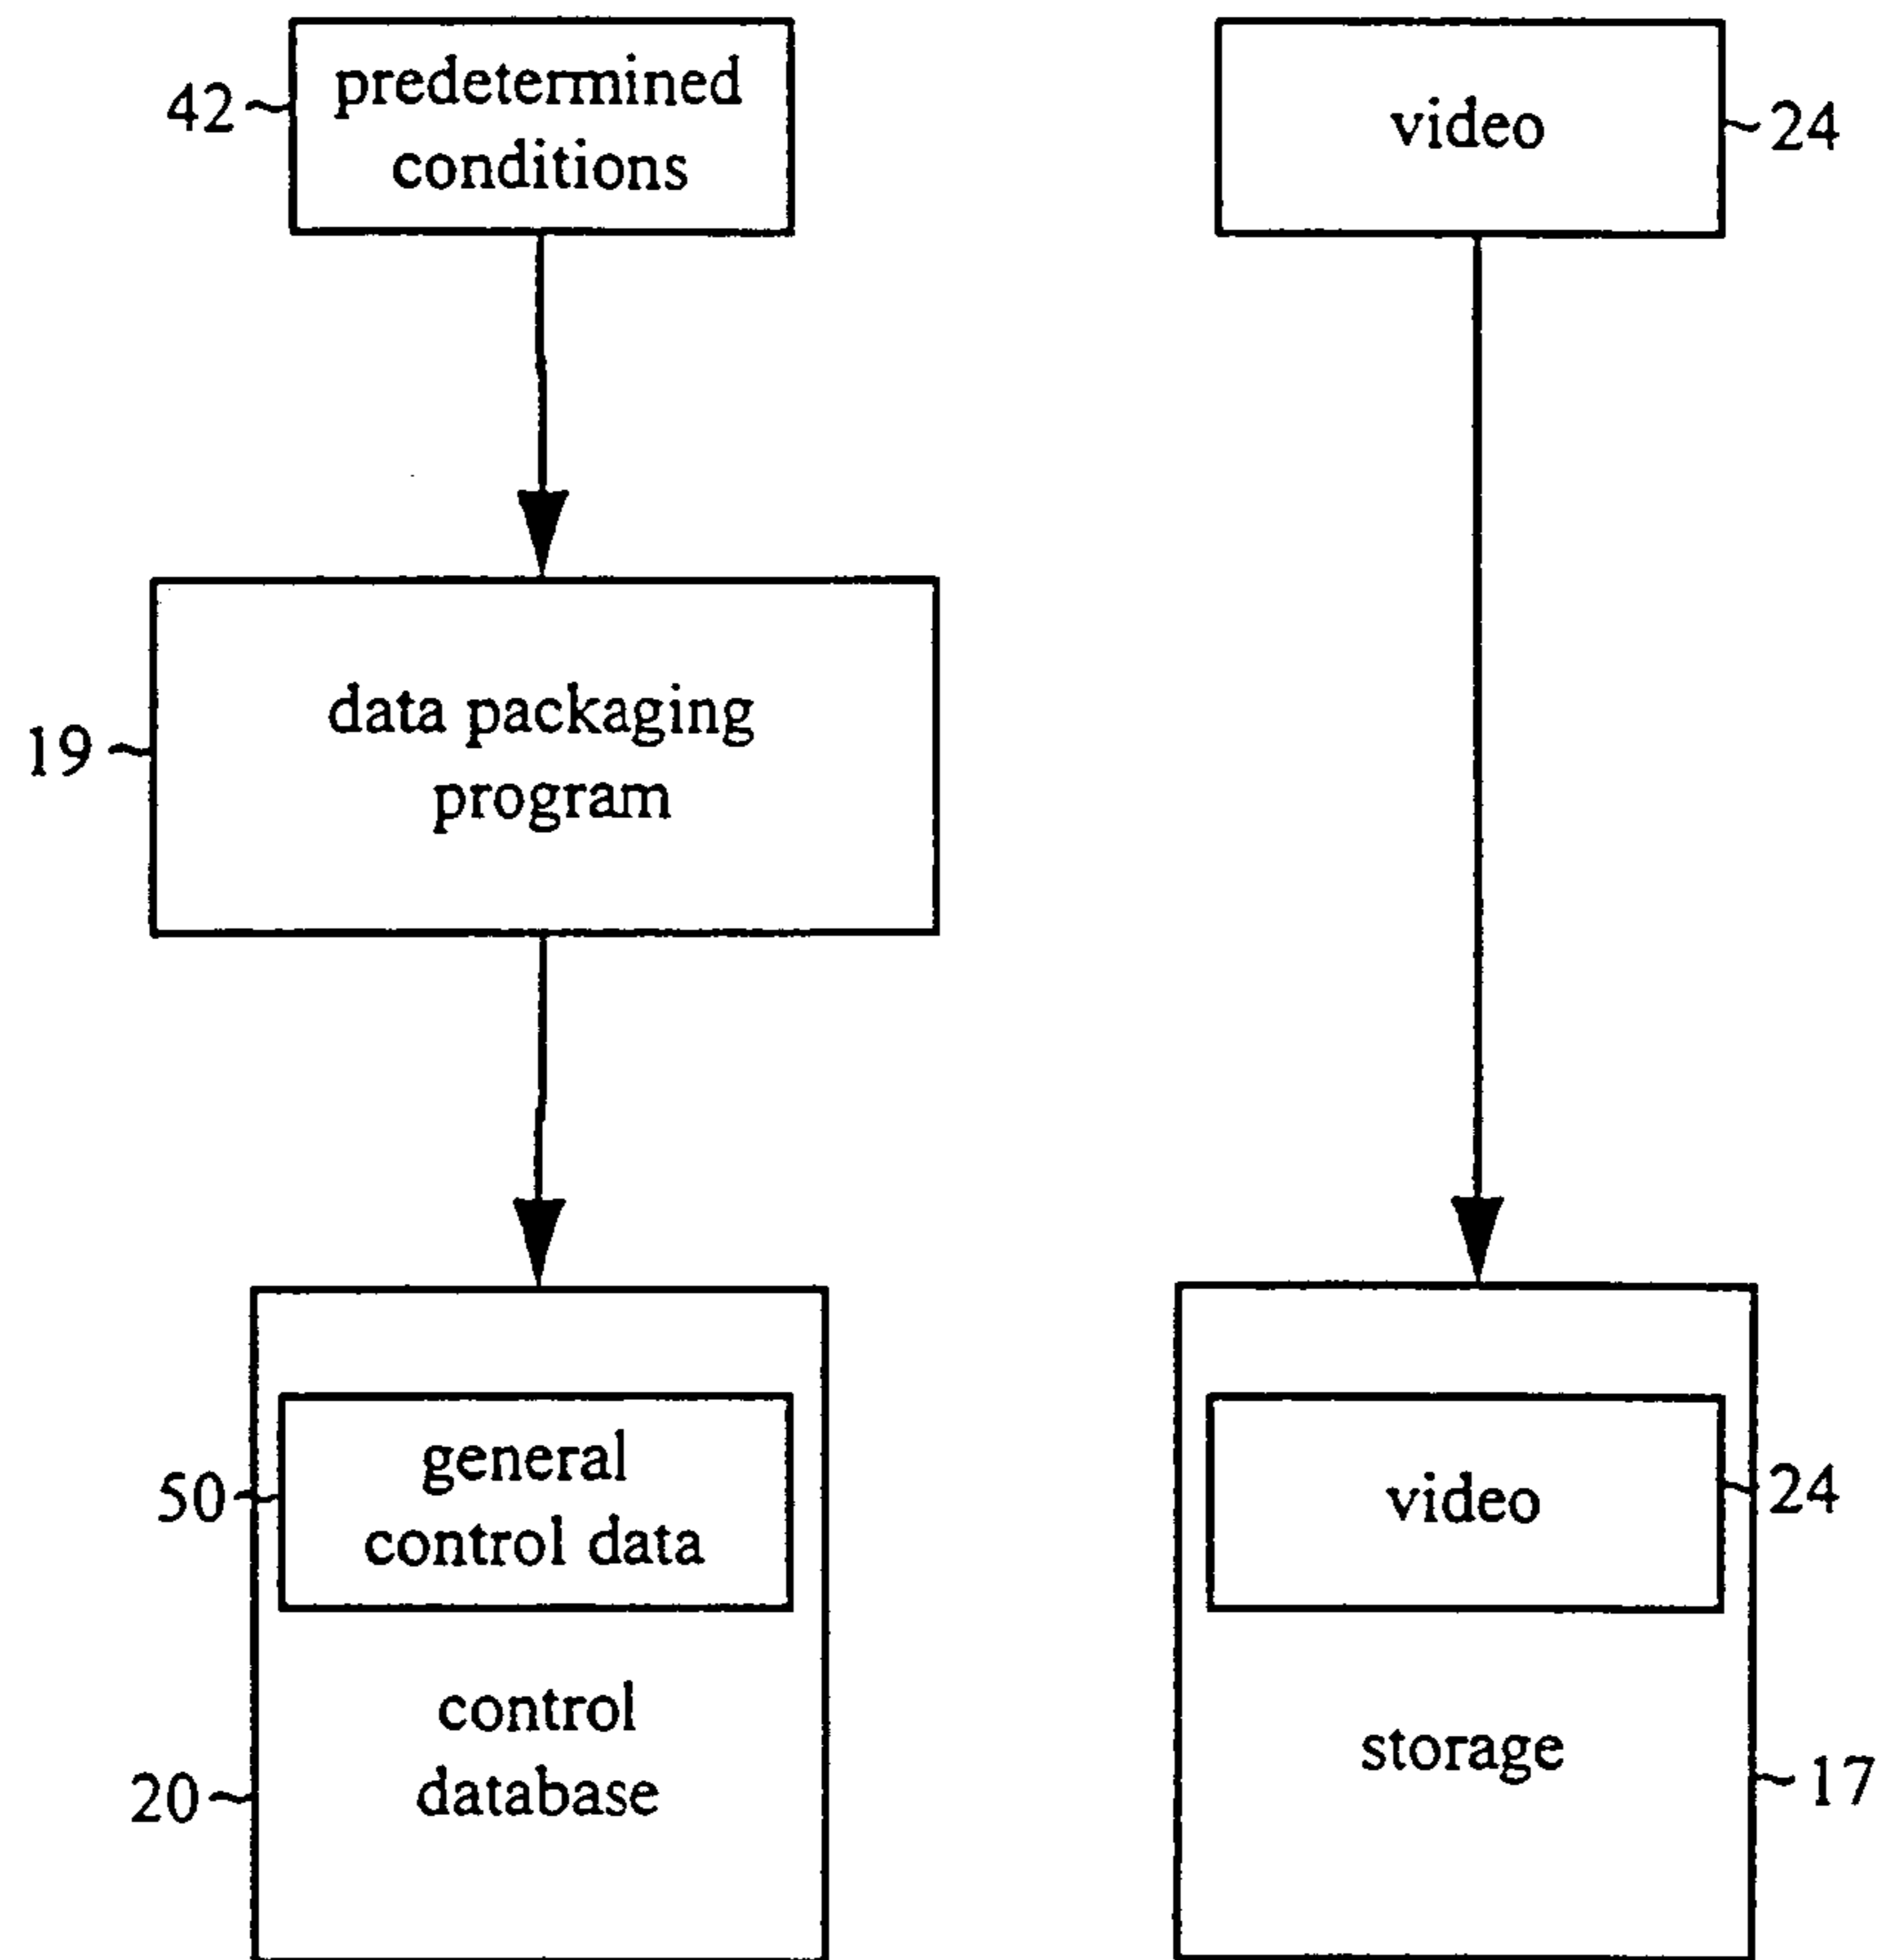 42
predetermined
conditions
video
24
19
data packaging
program
50
general
control data
20
control
database
video
24
storage
17